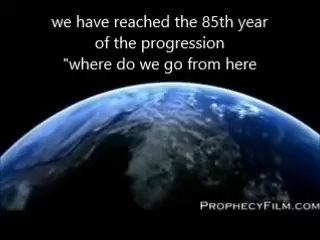 we have reached the 85th year
of the progression
"where do we go from here
PROPHECYFILM.COM